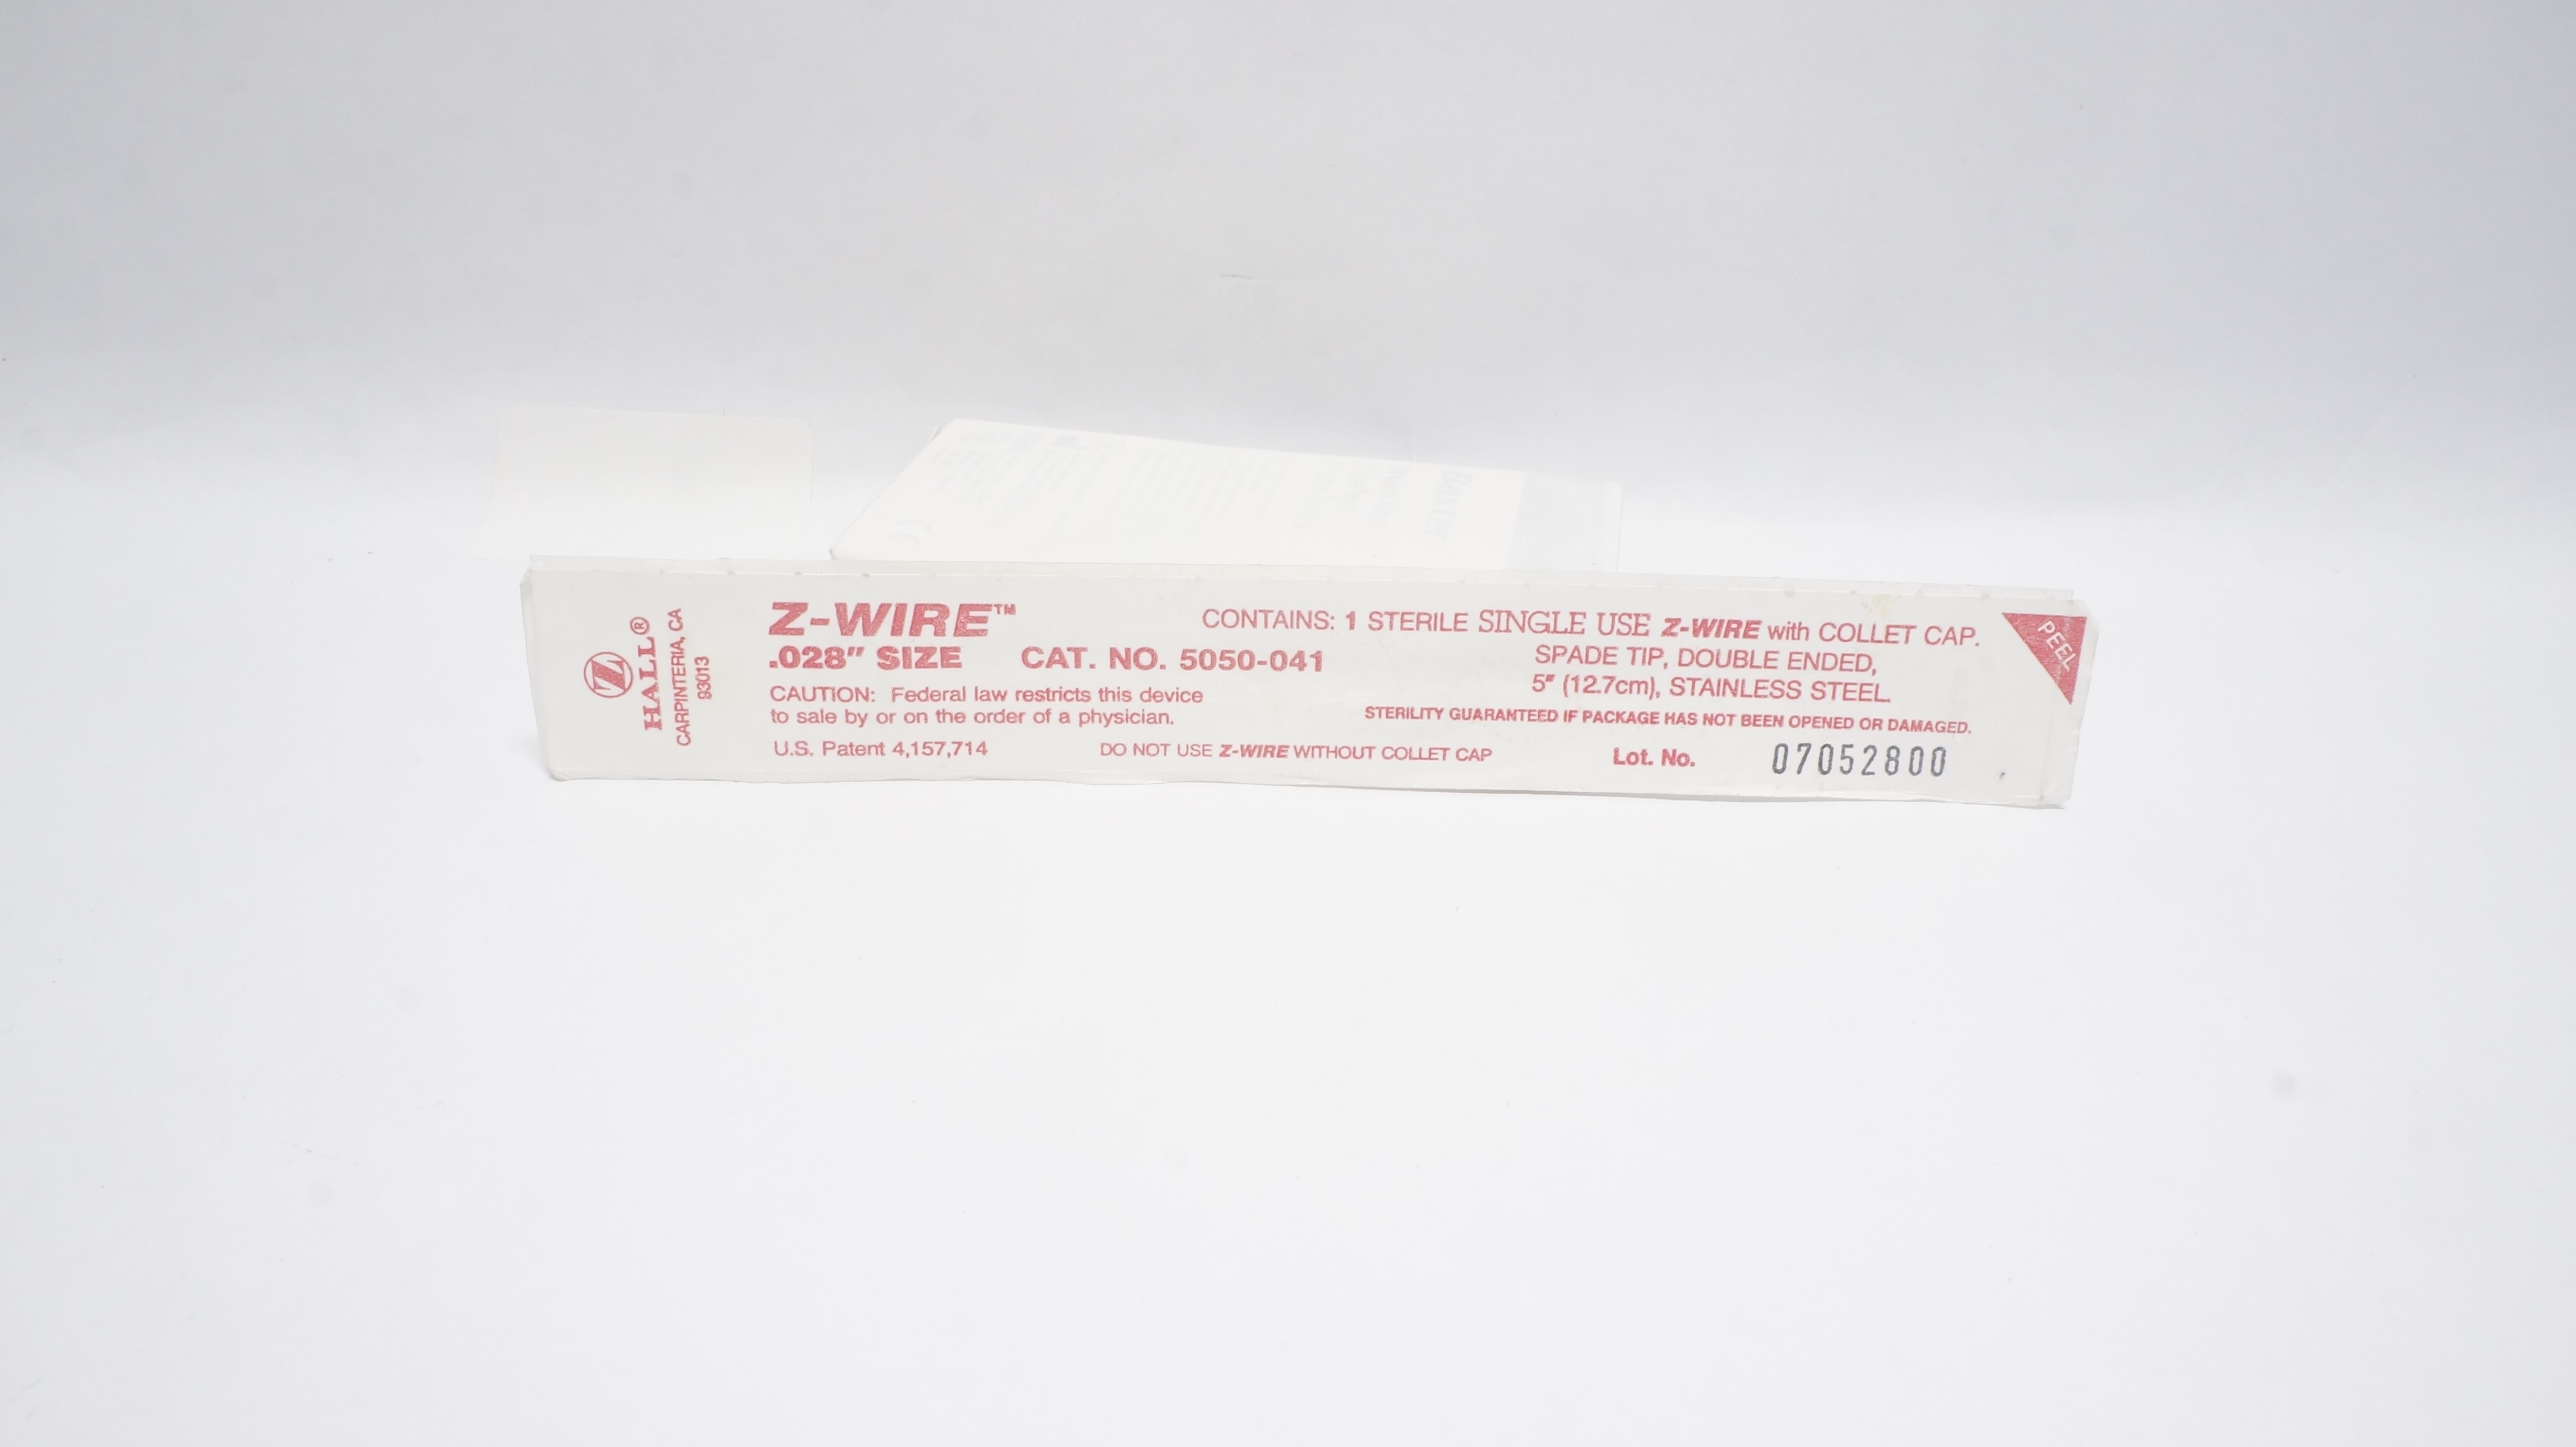 Z
HALL®
CARPINTERIA, CA
93013
Z-WIRE™
.028" SIZE CAT. NO. 5050-041
CAUTION: Federal law restricts this device
to sale by or on the order of a physician.
U.S. Patent 4,157,714
DO NOT USE Z-WIRE WITHOUT COLLET CAP
CONTAINS: 1 STERILE SINGLE USE Z-WIRE with COLLET CAP.
SPADE TIP, DOUBLE ENDED,
5" (12.7cm), STAINLESS STEEL.
STERILITY GUARANTEED IF PACKAGE HAS NOT BEEN OPENED OR DAMAGED.
Lot. No. 07052800
PEEL
Baxter
CE